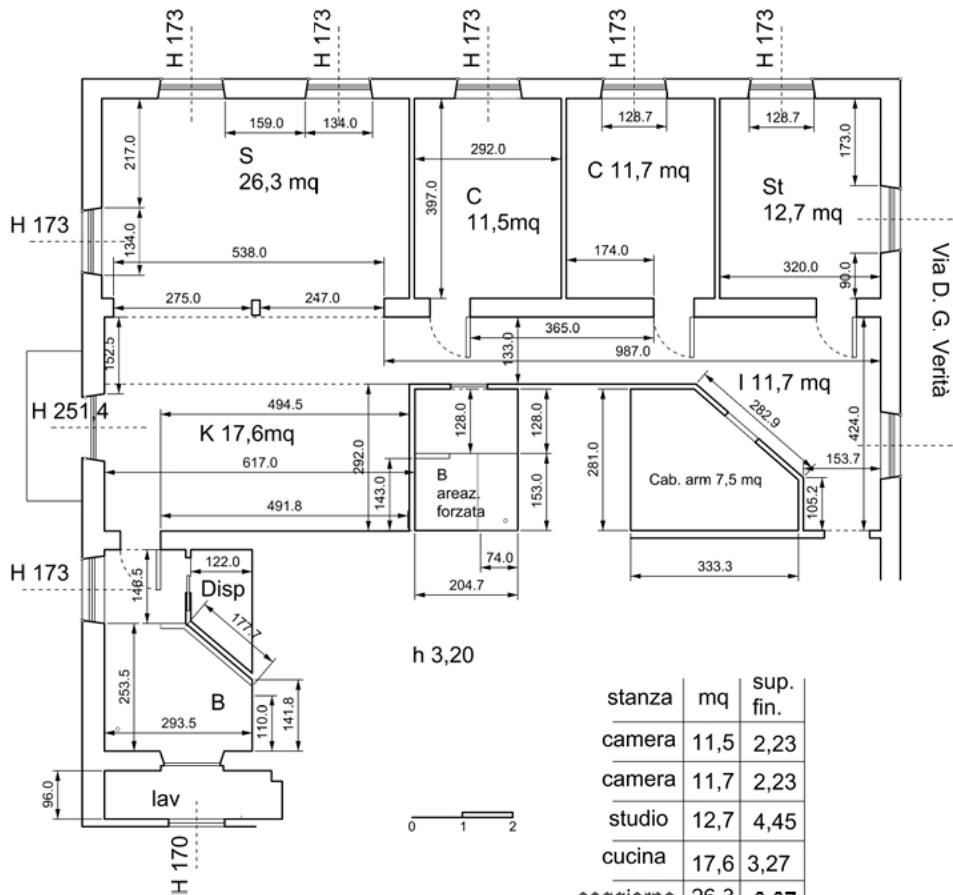 H 173
H 173
H 173
H 173
H 173
159.0
134.0
S
26,3 mq
217.0
134.0
H 173
538.0
275.0
247.0
292.0
397.0
C
11,5mq
128.7
C 11,7 mq
174.0
128.7
173.0
St
12,7 mq
320.0
90.0
Via D. G. Verità
152.5
365.0
133.0
987.0
I 11,7 mq
H 251,4
494.5
K 17,6mq
292.0
617.0
143.0
491.8
128.0
128.0
B
areaz.
forzata
153.0
74.0
204.7
281.0
282.9
Cab. arm 7,5 mq
105.2
153.7
424.0
333.3
H 173
146.5
122.0
Disp
177.7
253.5
B
293.5
110.0
141.8
h 3,20
96.0
lav
H 170
0 1 2
stanza mq sup. fin.
camera 11,5 2,23
camera 11,7 2,23
studio 12,7 4,45
cucina 17,6 3,27
soggiorno 26,3